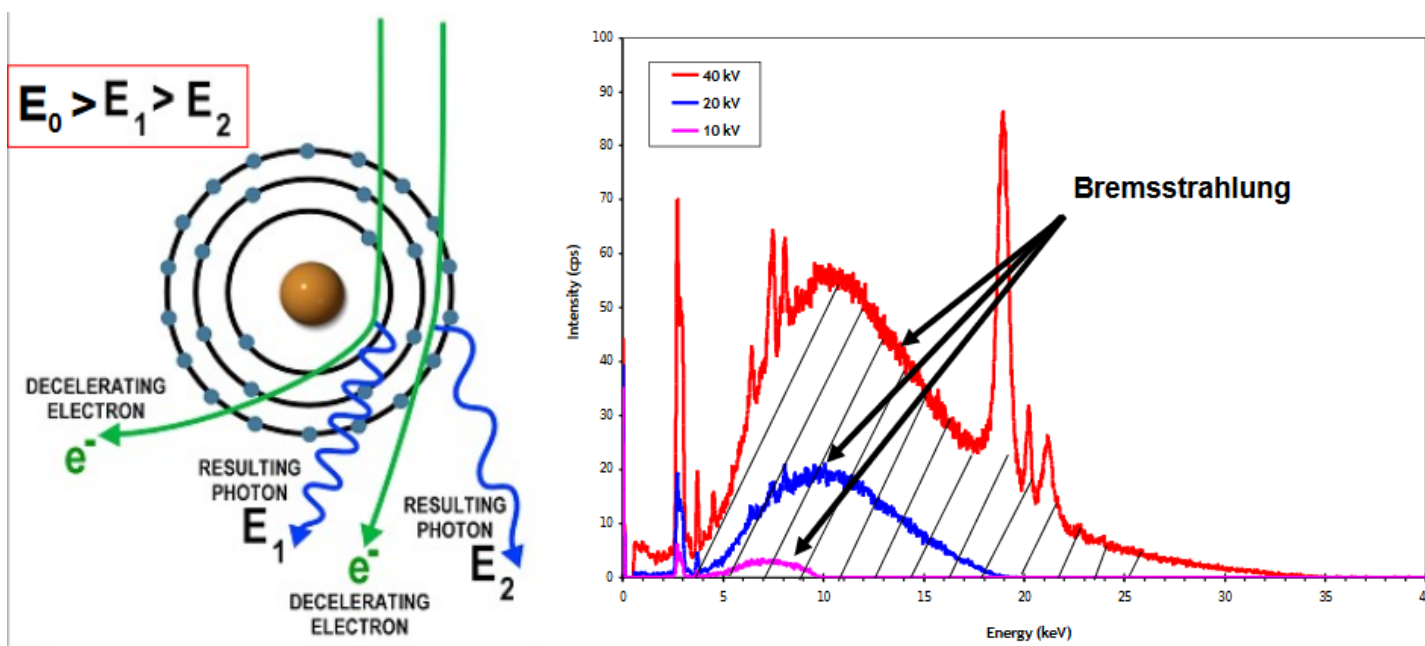 E₀ > E₁ > E₂
DECELERATING
ELECTRON
e⁻
RESULTING
PHOTON
E₁
e⁻
DECELERATING
ELECTRON
RESULTING
PHOTON
E₂
40 kV
20 kV
10 kV
Bremsstrahlung
Intensity (cps)
100
90
80
70
60
50
40
30
20
10
0
0 5 10 15 20 25 30 35 4
Energy (keV)